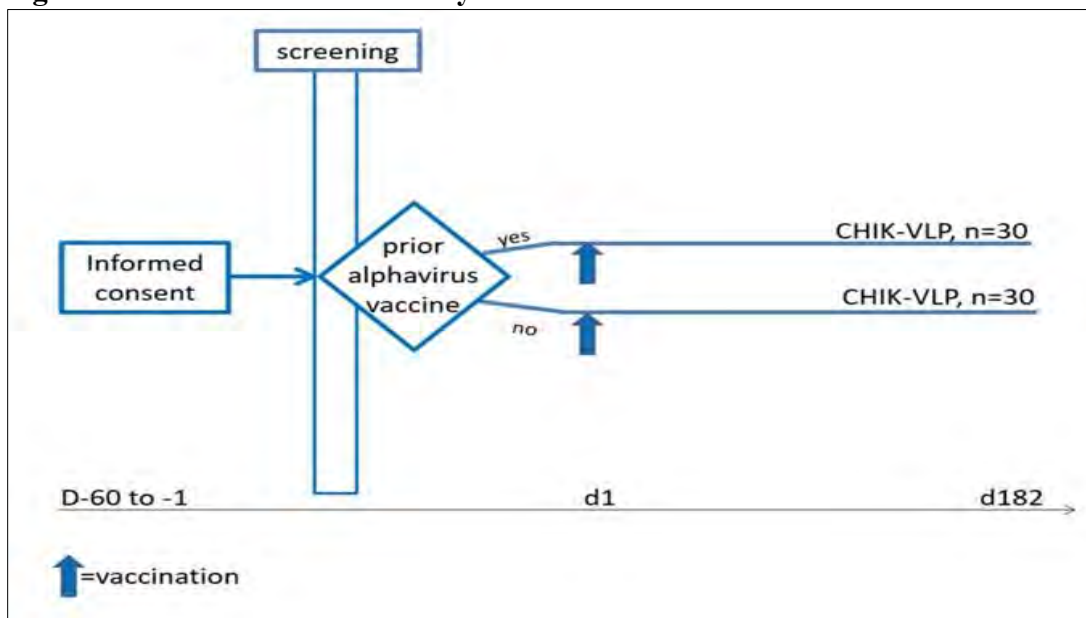 screening
Informed
consent
prior
alphavirus
vaccine
yes
no
CHIK-VLP, n=30
CHIK-VLP, n=30
D-60 to -1
d1
d182
=vaccination